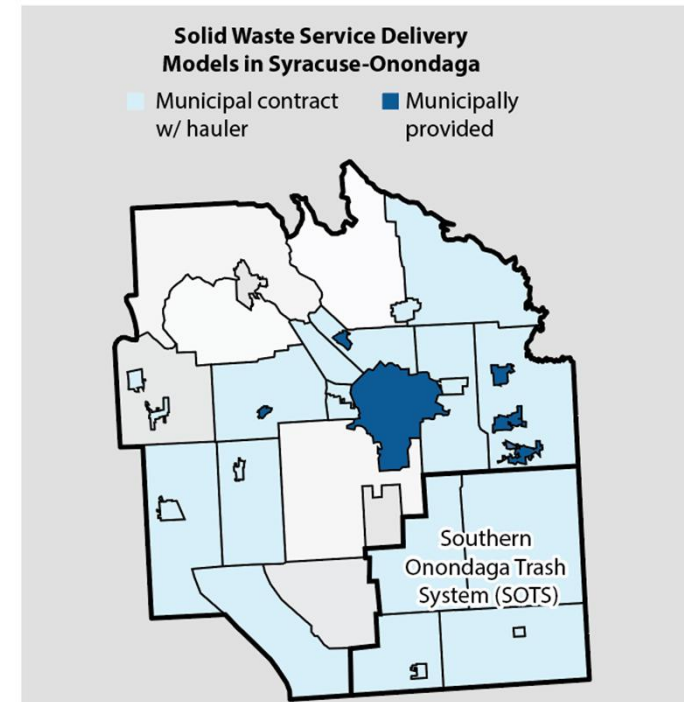 Solid Waste Service Delivery
Models in Syracuse-Onondaga
Municipal contract
w/ hauler
Municipally
provided
Southern
Onondaga Trash
System (SOTS)